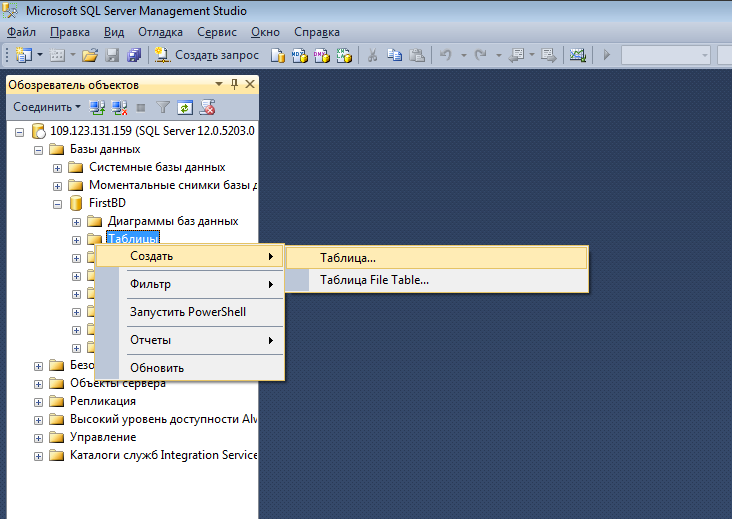 Microsoft SQL Server Management Studio
Файл Правка Вид Отладка Сервис Окно Справка
Создать запрос
Обозреватель объектов
Соединить
109.123.131.159 (SQL Server 12.0.5203.0
Базы данных
Системные базы данных
Моментальные снимки базы д
FirstBD
Диаграммы баз данных
Таблицы
Создать
Таблица...
Таблица File Table...
Фильтр
Запустить PowerShell
Отчеты
Обновить
Безо
Объекты сервера
Репликация
Высокий уровень доступности Alw
Управление
Каталоги служб Integration Service